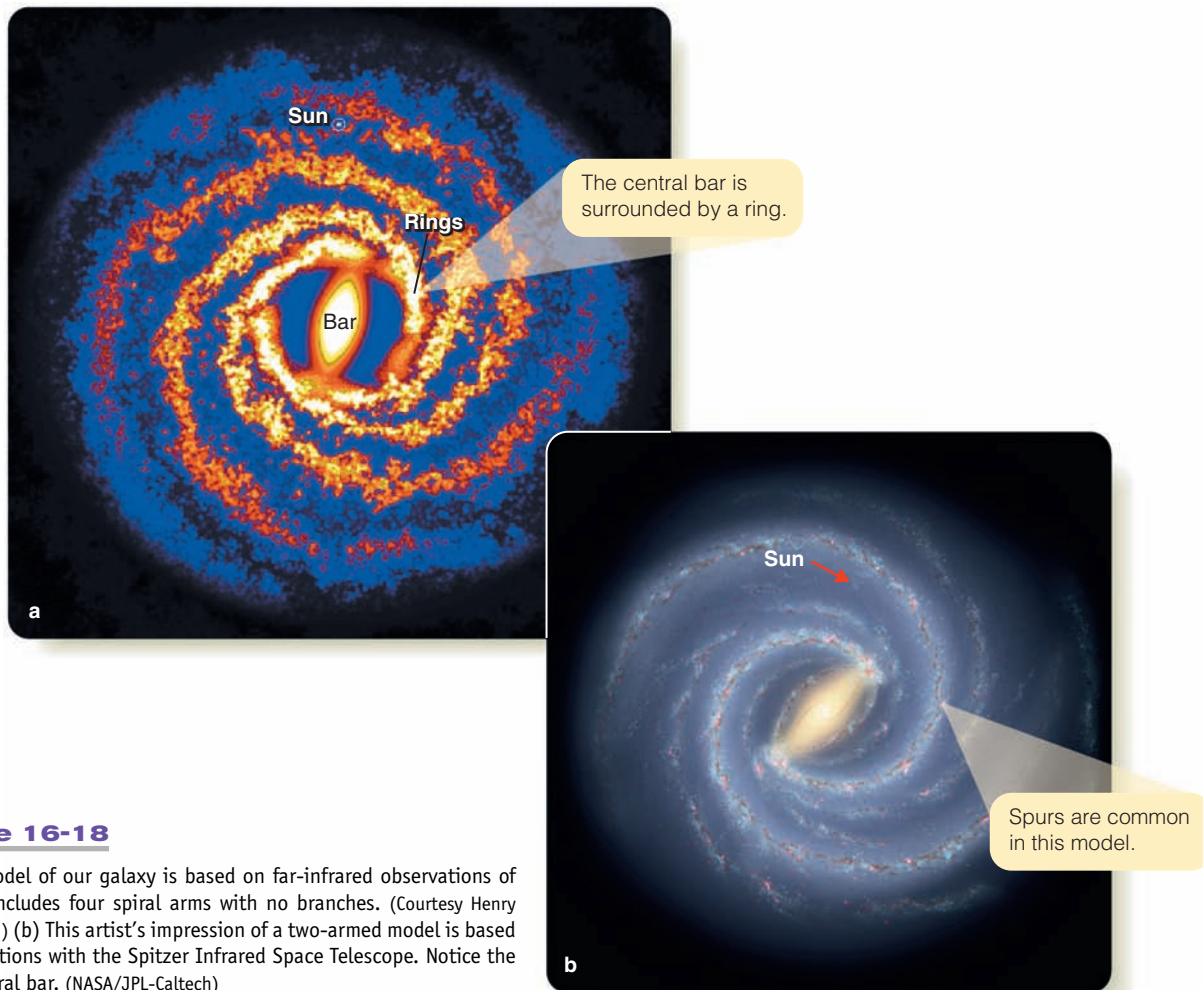 Sun
The central bar is
surrounded by a ring.
Rings
Bar
a
Sun
Spurs are common
in this model.
b
e 16-18
odel of our galaxy is based on far-infrared observations of
ncludes four spiral arms with no branches. (Courtesy Henry
) (b) This artist's impression of a two-armed model is based
tions with the Spitzer Infrared Space Telescope. Notice the
ral bar. (NASA/JPL-Caltech)